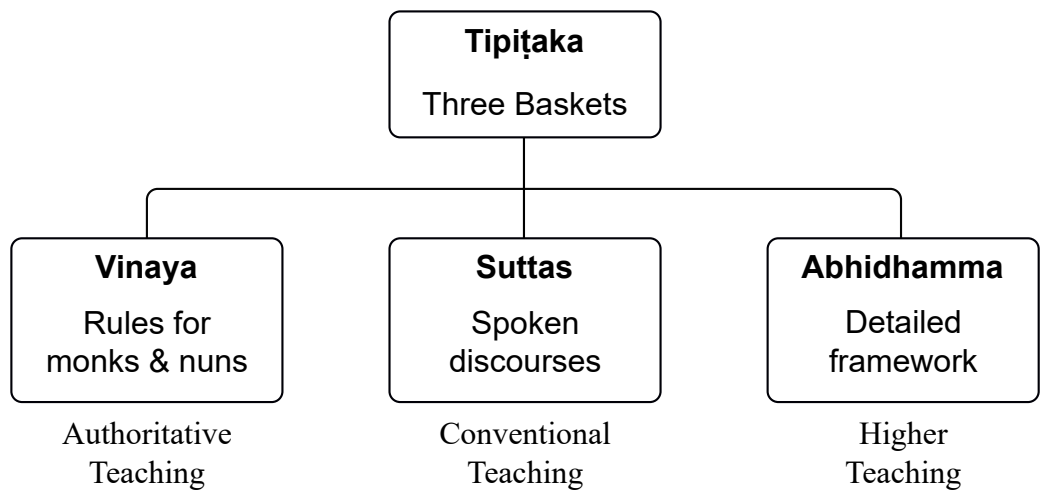 Tipiṭaka
Three Baskets
Vinaya
Rules for
monks & nuns
Authoritative
Teaching
Suttas
Spoken
discourses
Conventional
Teaching
Abhidhamma
Detailed
framework
Higher
Teaching